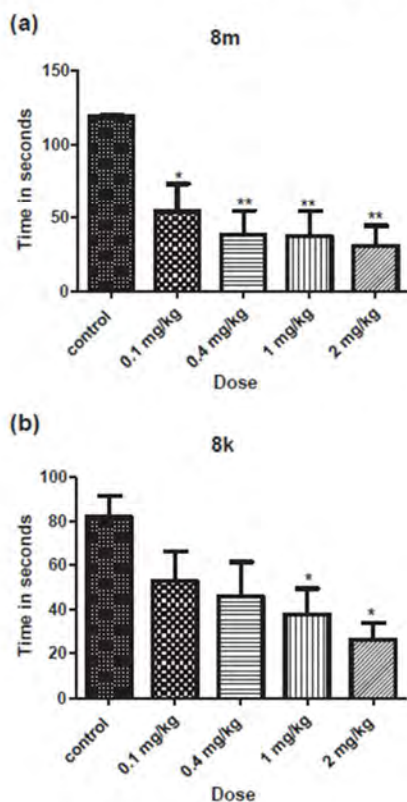 (a)
8m
Time in seconds
150
100
50
0
*
**
**
**
control
0.1 mg/kg
0.4 mg/kg
1 mg/kg
2 mg/kg
Dose
(b)
8k
Time in seconds
100
80
60
40
20
0
*
*
control
0.1 mg/kg
0.4 mg/kg
1 mg/kg
2 mg/kg
Dose